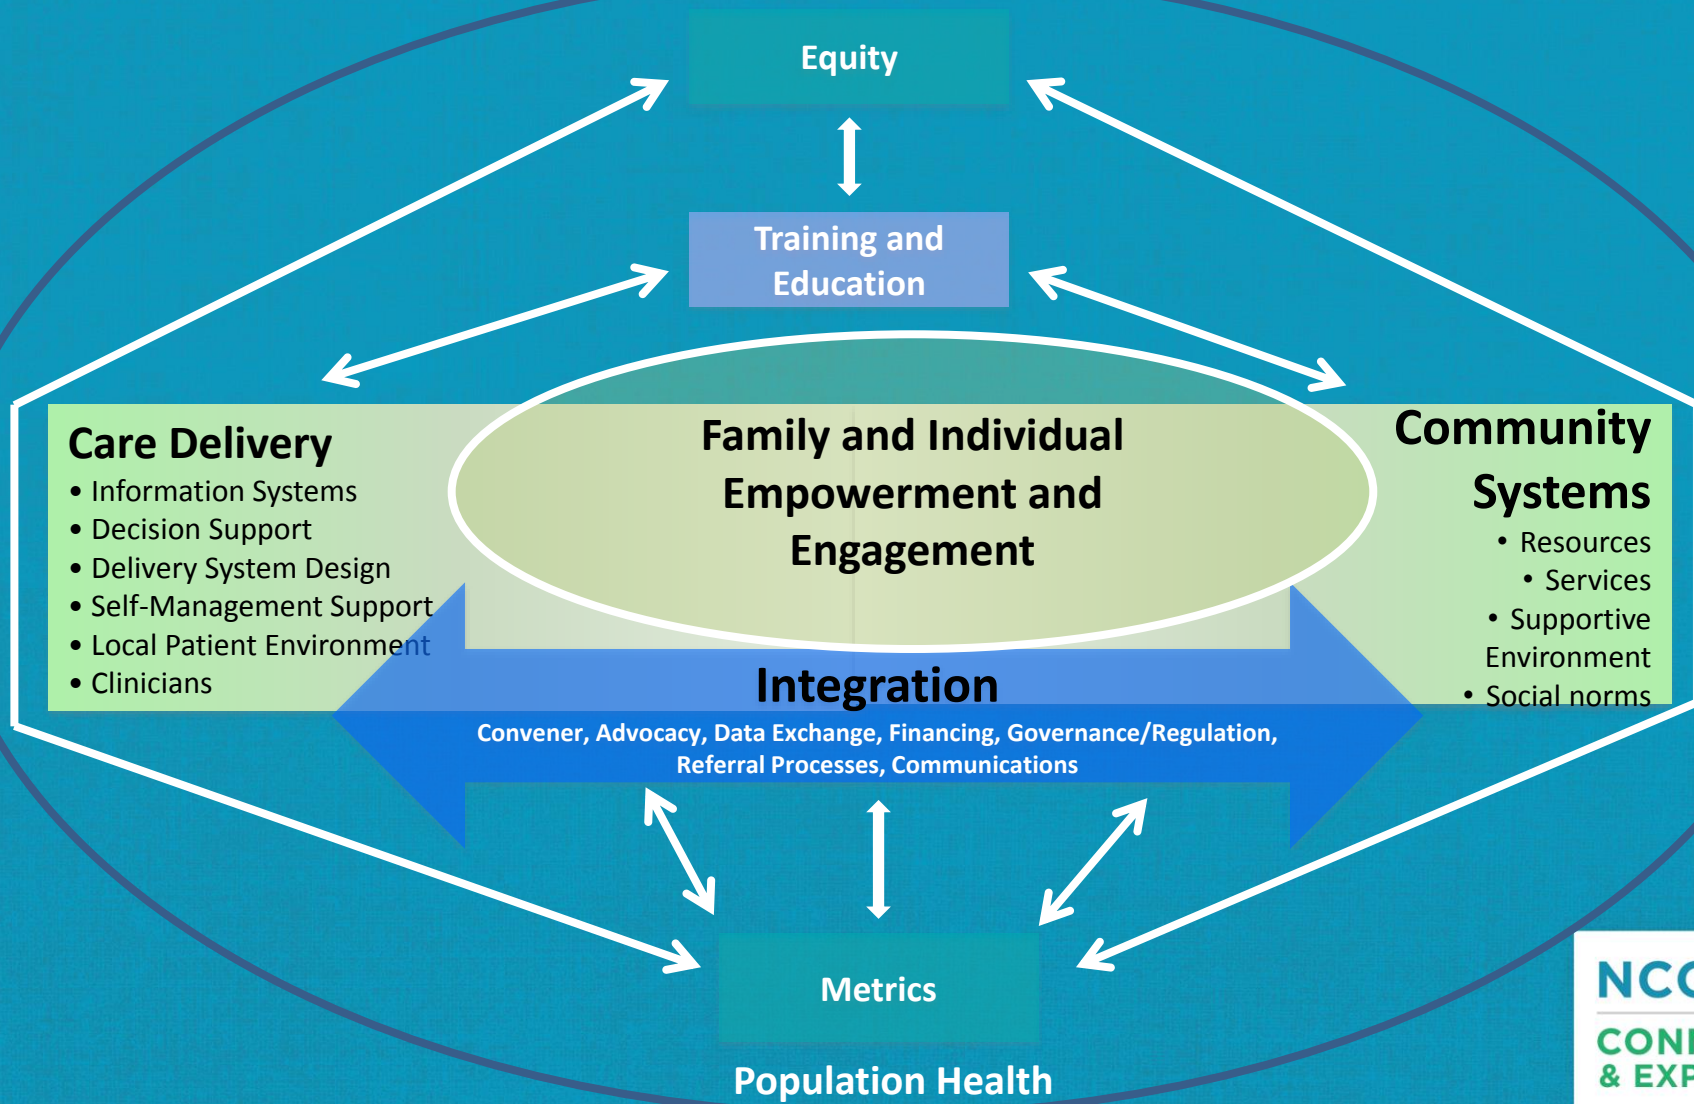 Equity
Training and
Education
Care Delivery
• Information Systems
• Decision Support
• Delivery System Design
• Self-Management Support
• Local Patient Environment
• Clinicians
Family and Individual
Empowerment and
Engagement
Community
Systems
• Resources
• Services
• Supportive
Environment
• Social norms
Integration
Convener, Advocacy, Data Exchange, Financing, Governance/Regulation,
Referral Processes, Communications
Metrics
Population Health